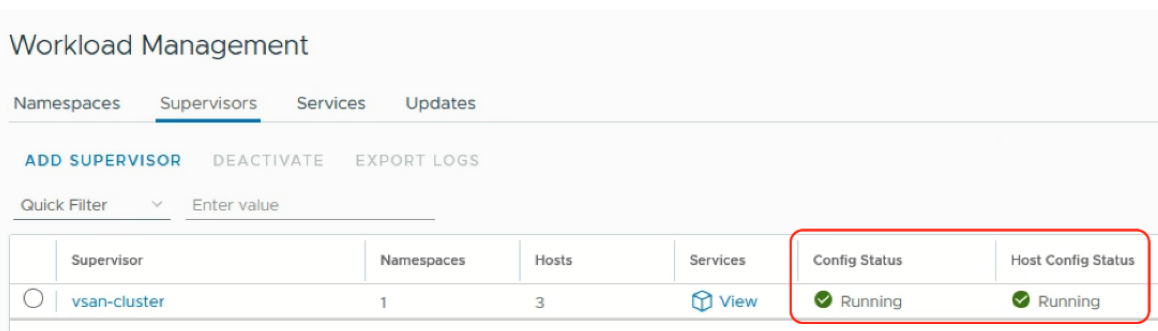 Workload Management
Namespaces Supervisors Services Updates
ADD SUPERVISOR DEACTIVATE EXPORT LOGS
Quick Filter Enter value
Supervisor Namespaces Hosts Services Config Status Host Config Status
vsan-cluster 1 3 View Running Running